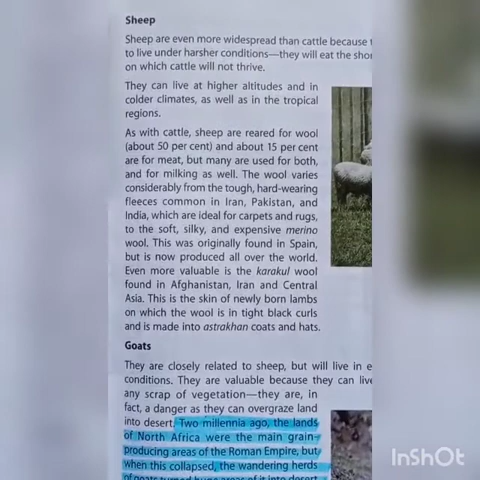 Sheep
Sheep are even more widespread than cattle because
to live under harsher conditions—they will eat the
on which cattle will not thrive.
They can live at higher altitudes and in
colder climates, as well as in the tropical
regions.
As with cattle, sheep are reared for wool
(about 50 per cent) and about 15 per cent
are for meat, but many are used for both,
and for milking as well. The wool varies
considerably from the tough, hard-wearing
fleeces common in Iran, Pakistan, and
India, which are ideal for carpets and rugs,
to the soft, silky, and expensive merino
wool. This was originally found in Spain,
but is now produced all over the world.
Even more valuable is the karakul wool
found in Afghanistan, Iran and Central
Asia. This is the skin of newly born lambs
on which the wool is in tight black curls
and is made into astrakhan coats and hats.
Goats
They are closely related to sheep, but will live in
conditions. They are valuable because they can
any scrap of vegetation—they are, in
fact, a danger as they can overgraze land
into desert. Two millennia ago, the lands
of North Africa were the main grain-
producing areas of the Roman Empire, but
when this collapsed, the wandering herds
of goats turned huge areas of it into desert
InShOt